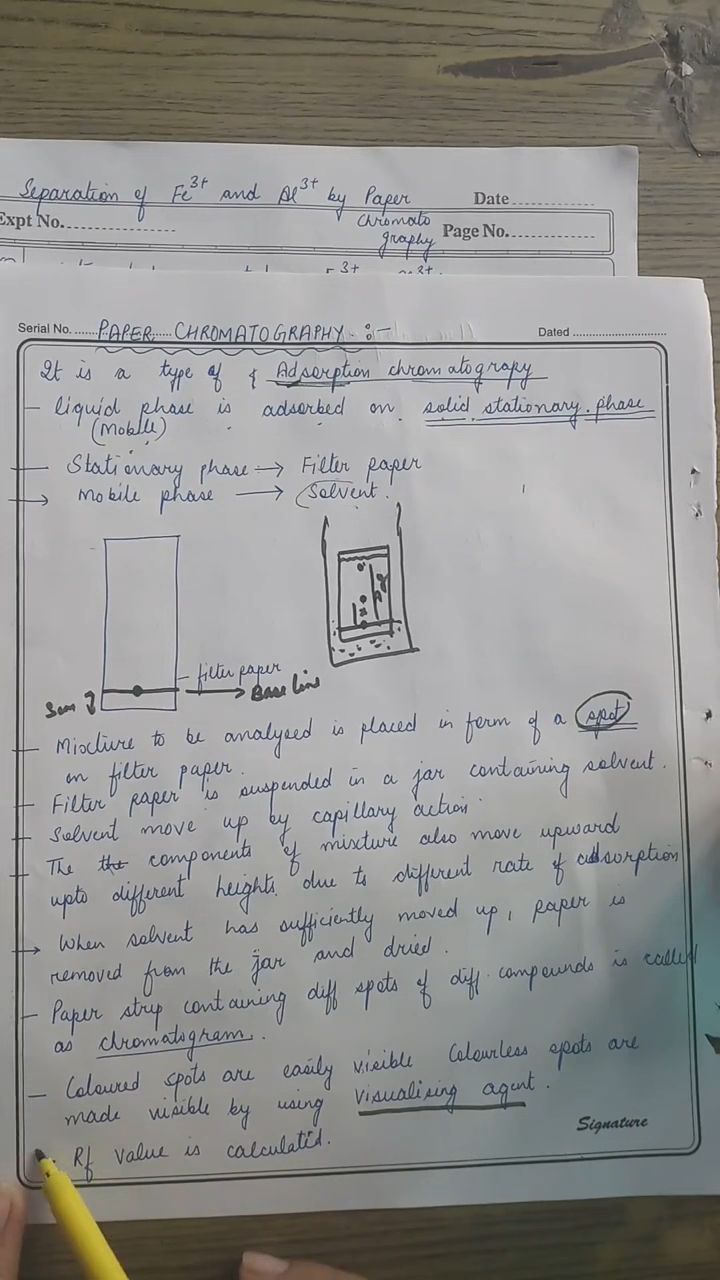 Separation of Fe3+ and Al3+ by Paper Chromatography
Date
Expt No.
Page No.
3+
Serial No. PAPER CHROMATOGRAPHY :-
Dated
It is a type of Adsorption chromatograpy
- liquid phase is adsorbed on solid stationary phase
(Mobile)
- Stationary phase → Filter paper
→ Mobile phase → Solvent.
- filter paper
→ Base line
- Mixture to be analysed is placed in form of a spot
on filter paper.
- Filter paper is suspended in a jar containing solvent.
- Solvent move up by capillary action.
- The the components of mixture also move upward
upto different heights due to different rate of adsorption
→ When solvent has sufficiently moved up, paper is
removed from the jar and dried.
- Paper strip containing diff spots of diff. compounds is called
as chromatogram.
- Coloured spots are easily visible Colourless spots are
made visible by using visualising agent.
Rf value is calculated.
Signature